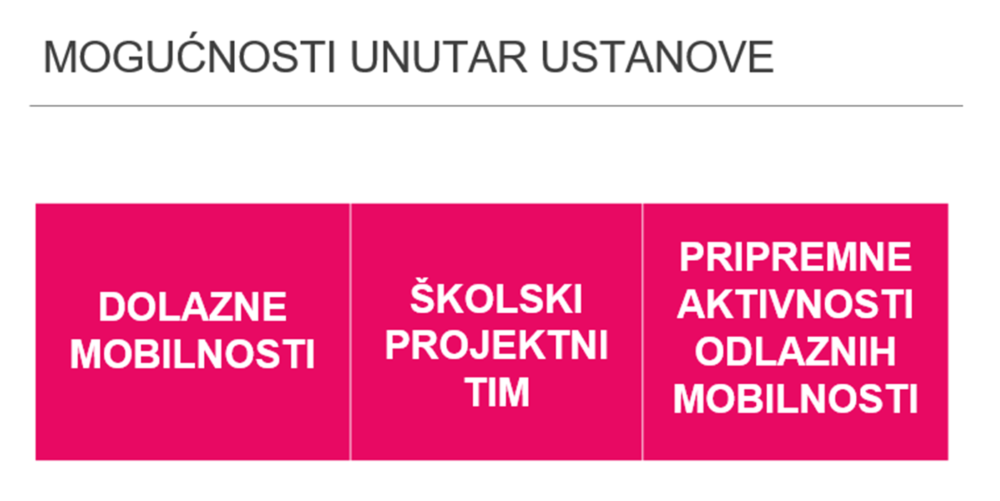 MOGUĆNOSTI UNUTAR USTANOVE
DOLAZNE
MOBILNOSTI
ŠKOLSKI
PROJEKTNI
TIM
PRIPREMNE
AKTIVNOSTI
ODLAZNIH
MOBILNOSTI